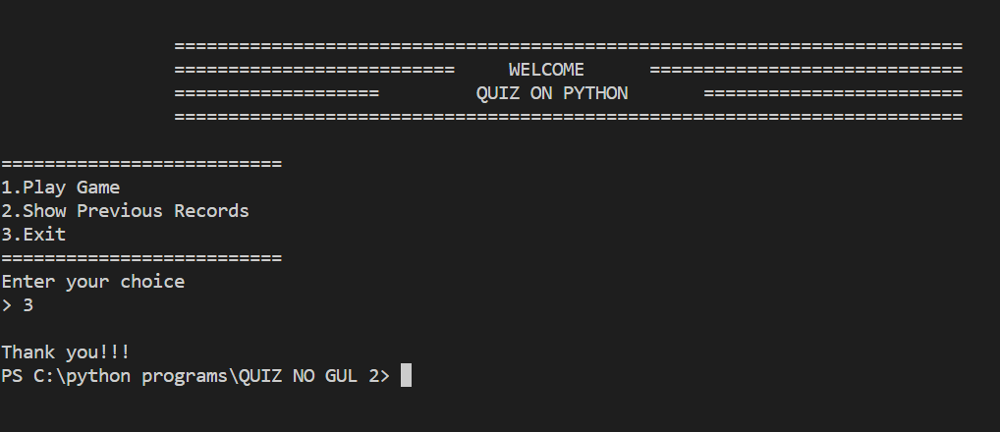 =========================================================================
==========================     WELCOME      =============================
===================         QUIZ ON PYTHON       ========================
=========================================================================
==========================
1.Play Game
2.Show Previous Records
3.Exit
==========================
Enter your choice
> 3
Thank you!!!
PS C:\python programs\QUIZ NO GUL 2>